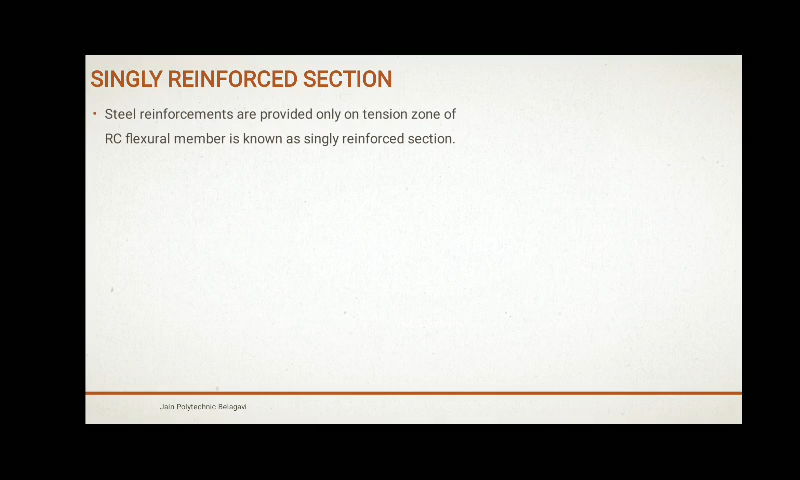 SINGLY REINFORCED SECTION
• Steel reinforcements are provided only on tension zone of
RC flexural member is known as singly reinforced section.
Jain Polytechnic Belagavi